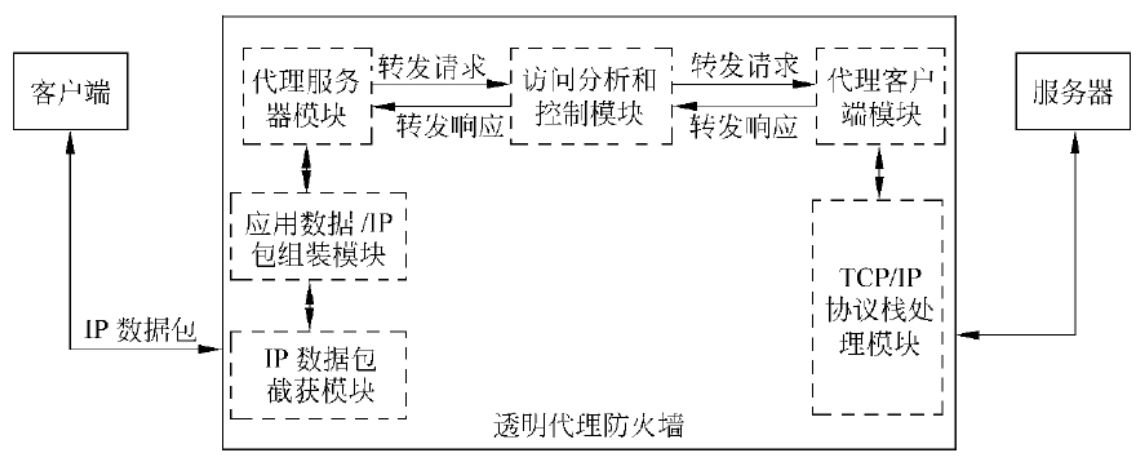 客户端
代理服务
器模块
转发请求
转发响应
访问分析和
控制模块
转发请求
转发响应
代理客户
端模块
服务器
应用数据/IP
包组装模块
TCP/IP
协议栈处
理模块
IP 数据包
IP 数据包
截获模块
透明代理防火墙